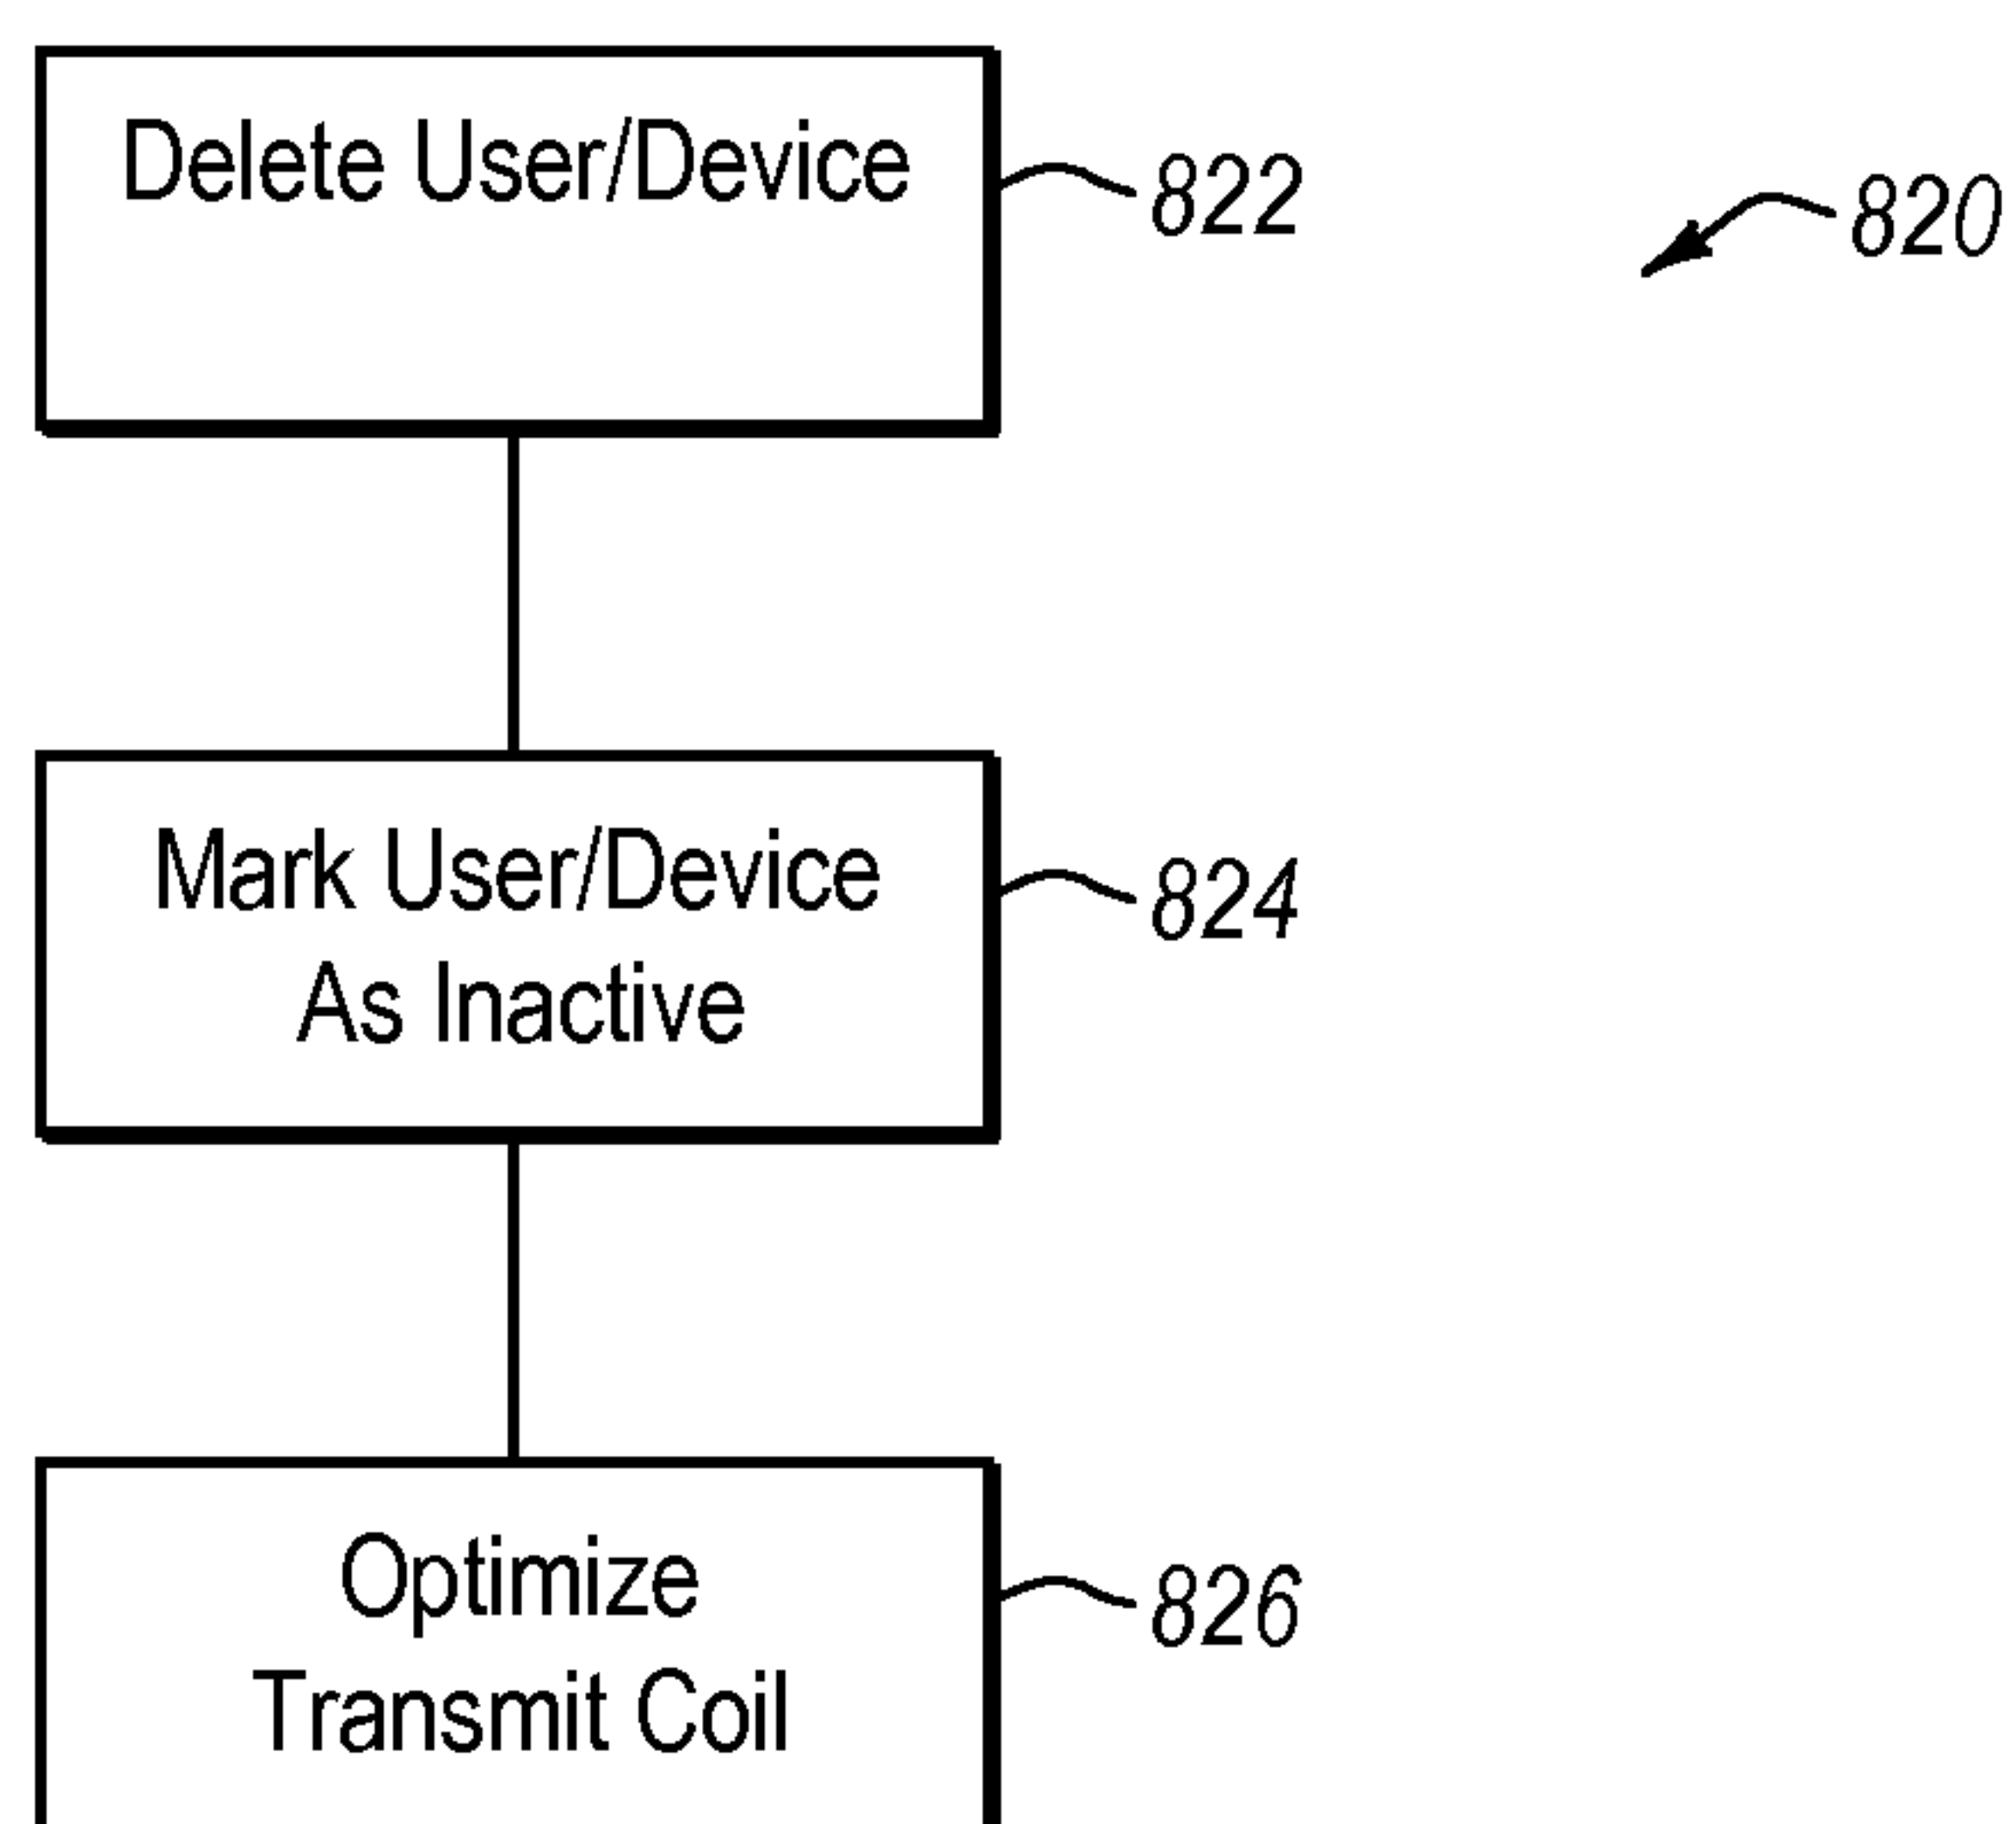 Delete User/Device
822
820
Mark User/Device
As Inactive
824
Optimize
Transmit Coil
826